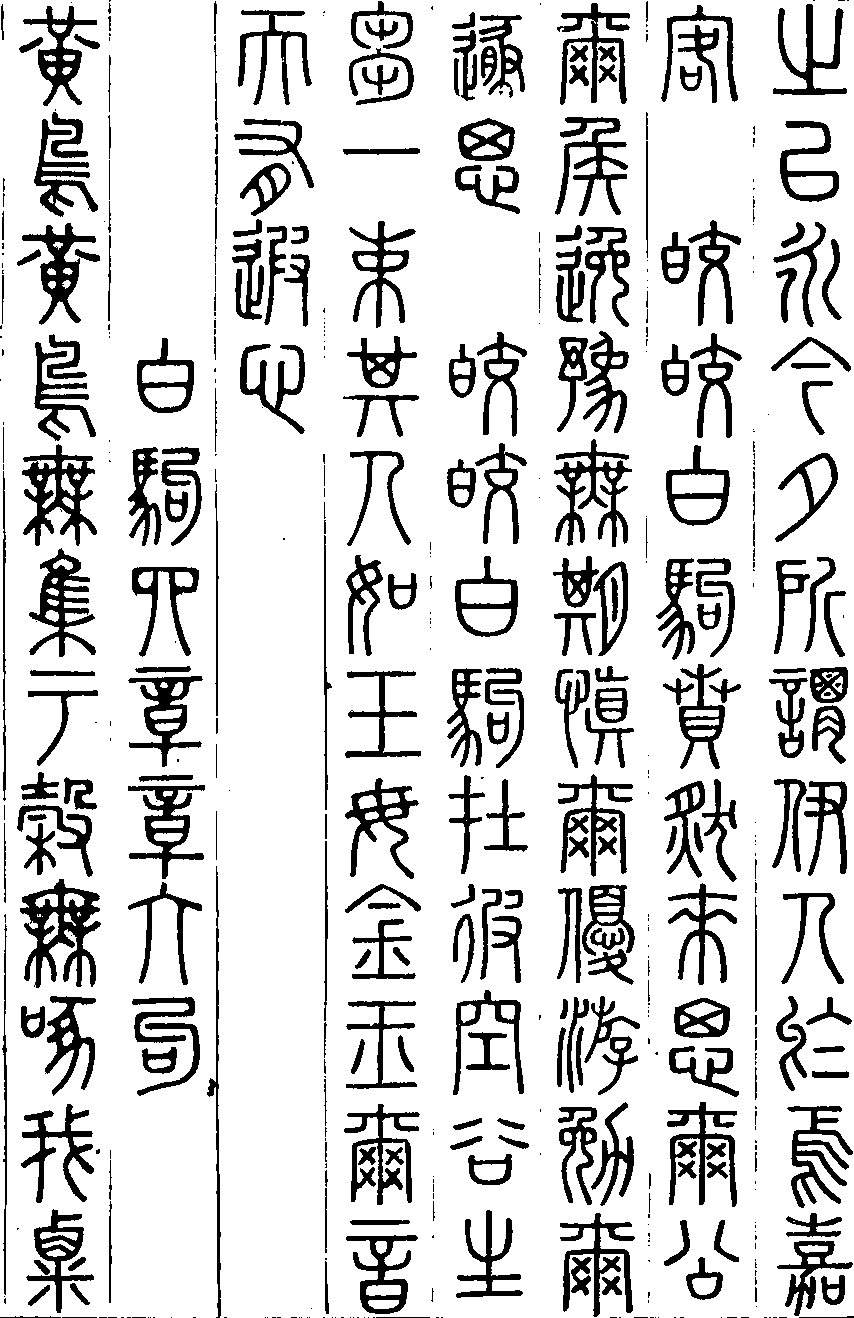 之㠯永今夕所謂伊人於焉嘉
客　皎皎白駒賁然來思爾公
爾侯逸豫無期慎爾優游勉爾
遯思　皎皎白駒在彼空谷生
芻一束其人如玉毋金玉爾音
而有遐心
白駒四章章六句
黃鳥黃鳥無集于穀無啄我粟